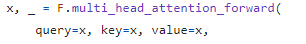 x, _ = F.multi_head_attention_forward(
query=x, key=x, value=x,